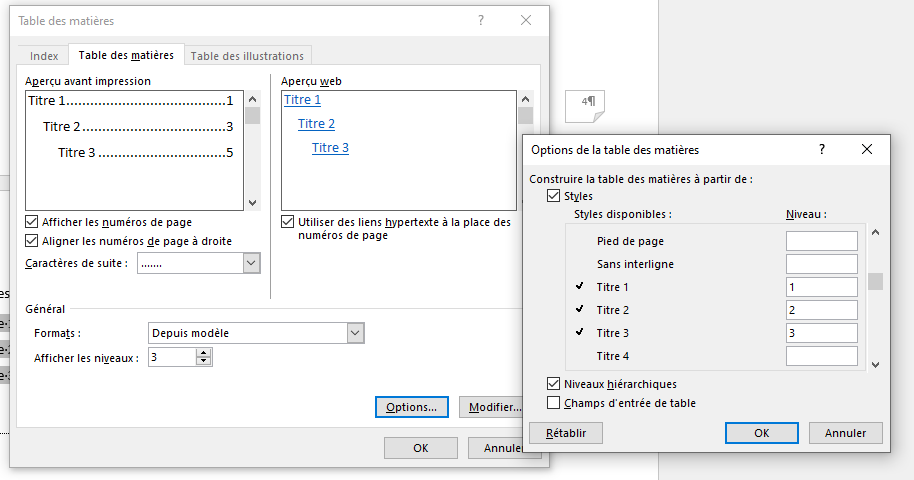 Table des matières
?
Index
Table des matières
Table des illustrations
Aperçu avant impression
Titre 1.......................................1
Titre 2...................................3
Titre 3................................5
Aperçu web
Titre 1
Titre 2
Titre 3
Afficher les numéros de page
Aligner les numéros de page à droite
Caractères de suite :
.......
Utiliser des liens hypertexte à la place des
numéros de page
Général
Formats :
Depuis modèle
Afficher les niveaux :
3
Options...
Modifier...
OK
Annuler
4¶
Options de la table des matières
?
Construire la table des matières à partir de :
Styles
Styles disponibles :
Niveau :
Pied de page
Sans interligne
Titre 1
1
Titre 2
2
Titre 3
3
Titre 4
Niveaux hiérarchiques
Champs d'entrée de table
Rétablir
OK
Annuler